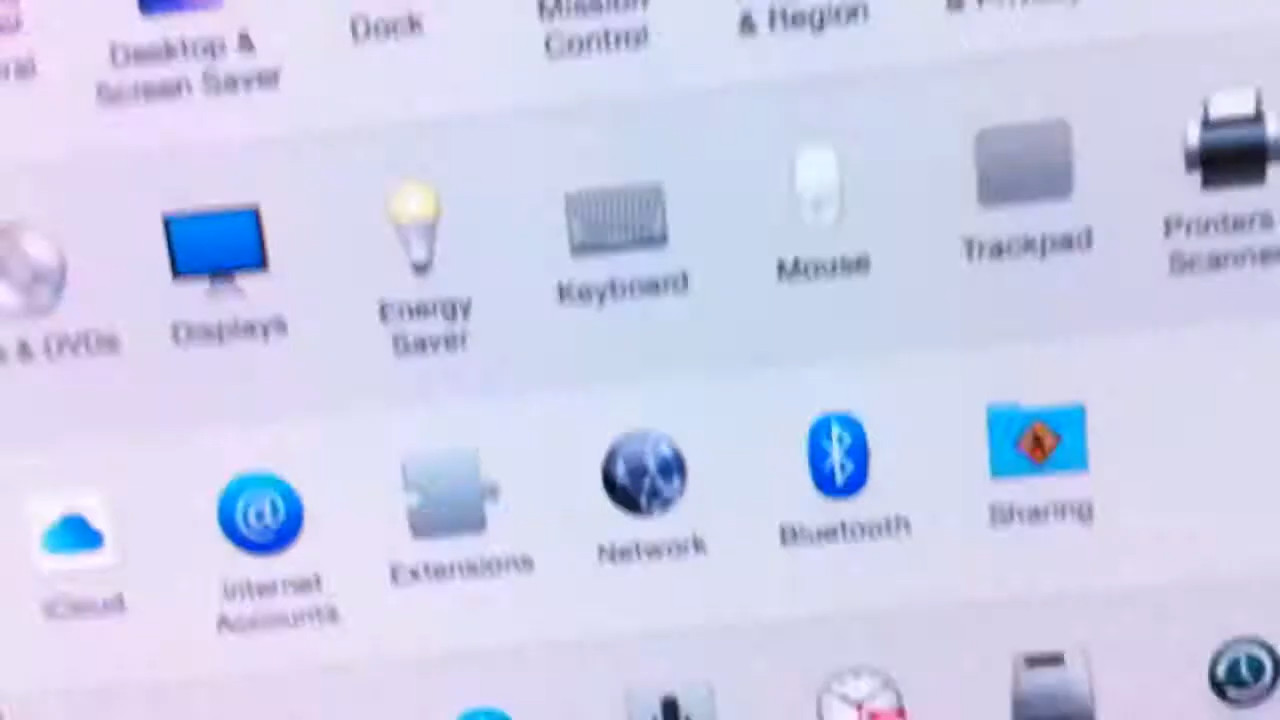 Desktop &
Screen Saver
Dock
Mission
Control
& Region
& DVDs
Displays
Energy
Saver
Keyboard
Mouse
Trackpad
Printers
iCloud
Internet
Accounts
Extensions
Network
Bluetooth
Sharing